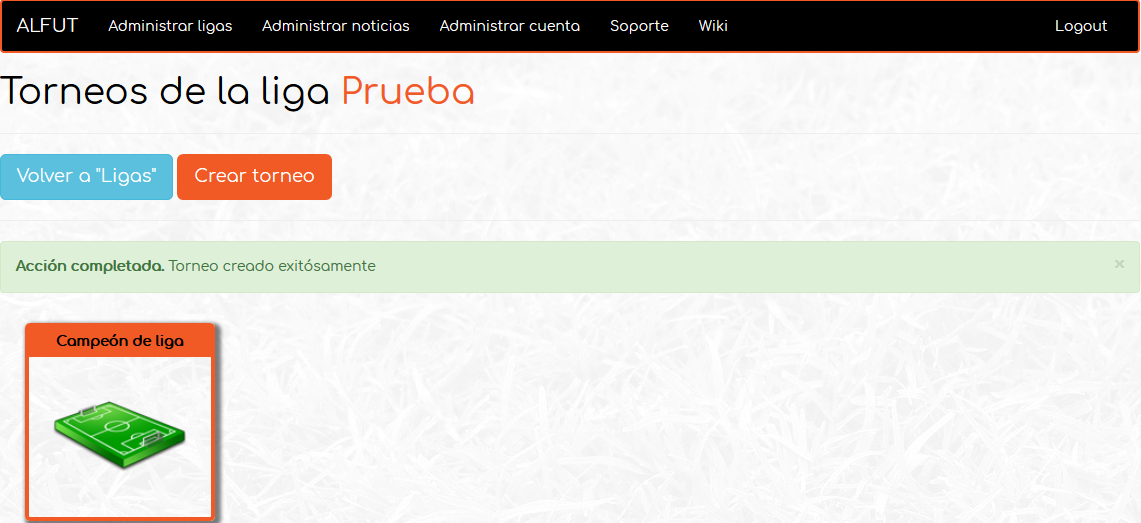 ALFUT Administrar ligas Administrar noticias Administrar cuenta Soporte Wiki Logout
Torneos de la liga Prueba
Volver a "Ligas" Crear torneo
Acción completada. Torneo creado exitósamente ×
Campeón de liga